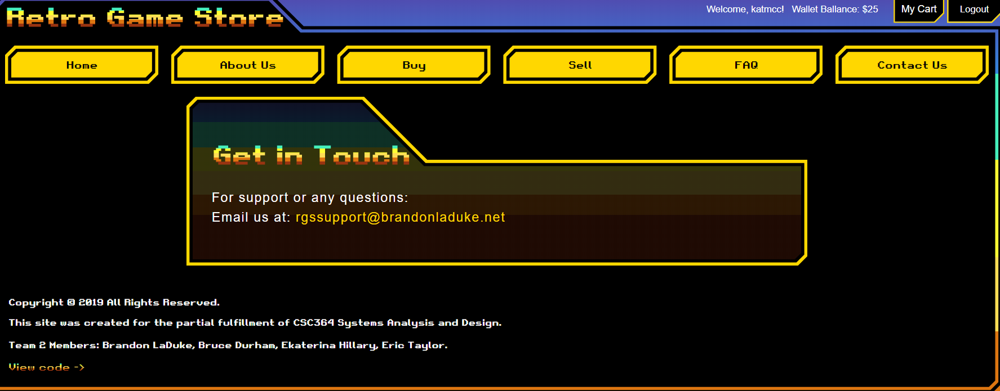 Retro Game Store
Welcome, katmcc! Wallet Ballance: $25 My Cart Logout
Home About Us Buy Sell FAQ Contact Us
Get in Touch
For support or any questions:
Email us at: rgssupport@brandonladuke.net
Copyright © 2019 All Rights Reserved.
This site was created for the partial fulfillment of CSC364 Systems Analysis and Design.
Team 2 Members: Brandon LaDuke, Bruce Durham, Ekaterina Hillary, Eric Taylor.
View code ->